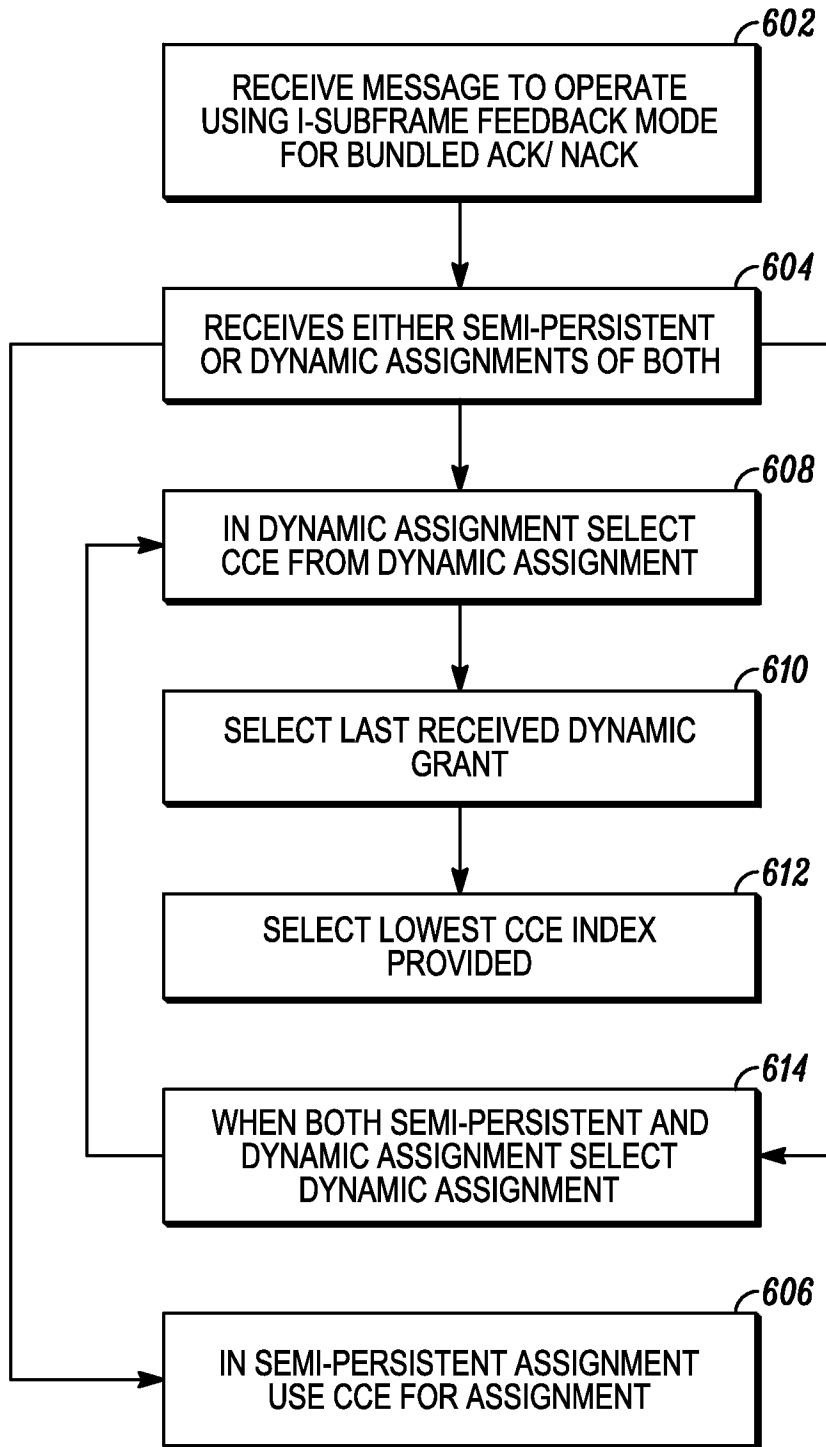 602
RECEIVE MESSAGE TO OPERATE
USING I-SUBFRAME FEEDBACK MODE
FOR BUNDLED ACK/ NACK
604
RECEIVES EITHER SEMI-PERSISTENT
OR DYNAMIC ASSIGNMENTS OF BOTH
608
IN DYNAMIC ASSIGNMENT SELECT
CCE FROM DYNAMIC ASSIGNMENT
610
SELECT LAST RECEIVED DYNAMIC
GRANT
612
SELECT LOWEST CCE INDEX
PROVIDED
614
WHEN BOTH SEMI-PERSISTENT AND
DYNAMIC ASSIGNMENT SELECT
DYNAMIC ASSIGNMENT
606
IN SEMI-PERSISTENT ASSIGNMENT
USE CCE FOR ASSIGNMENT